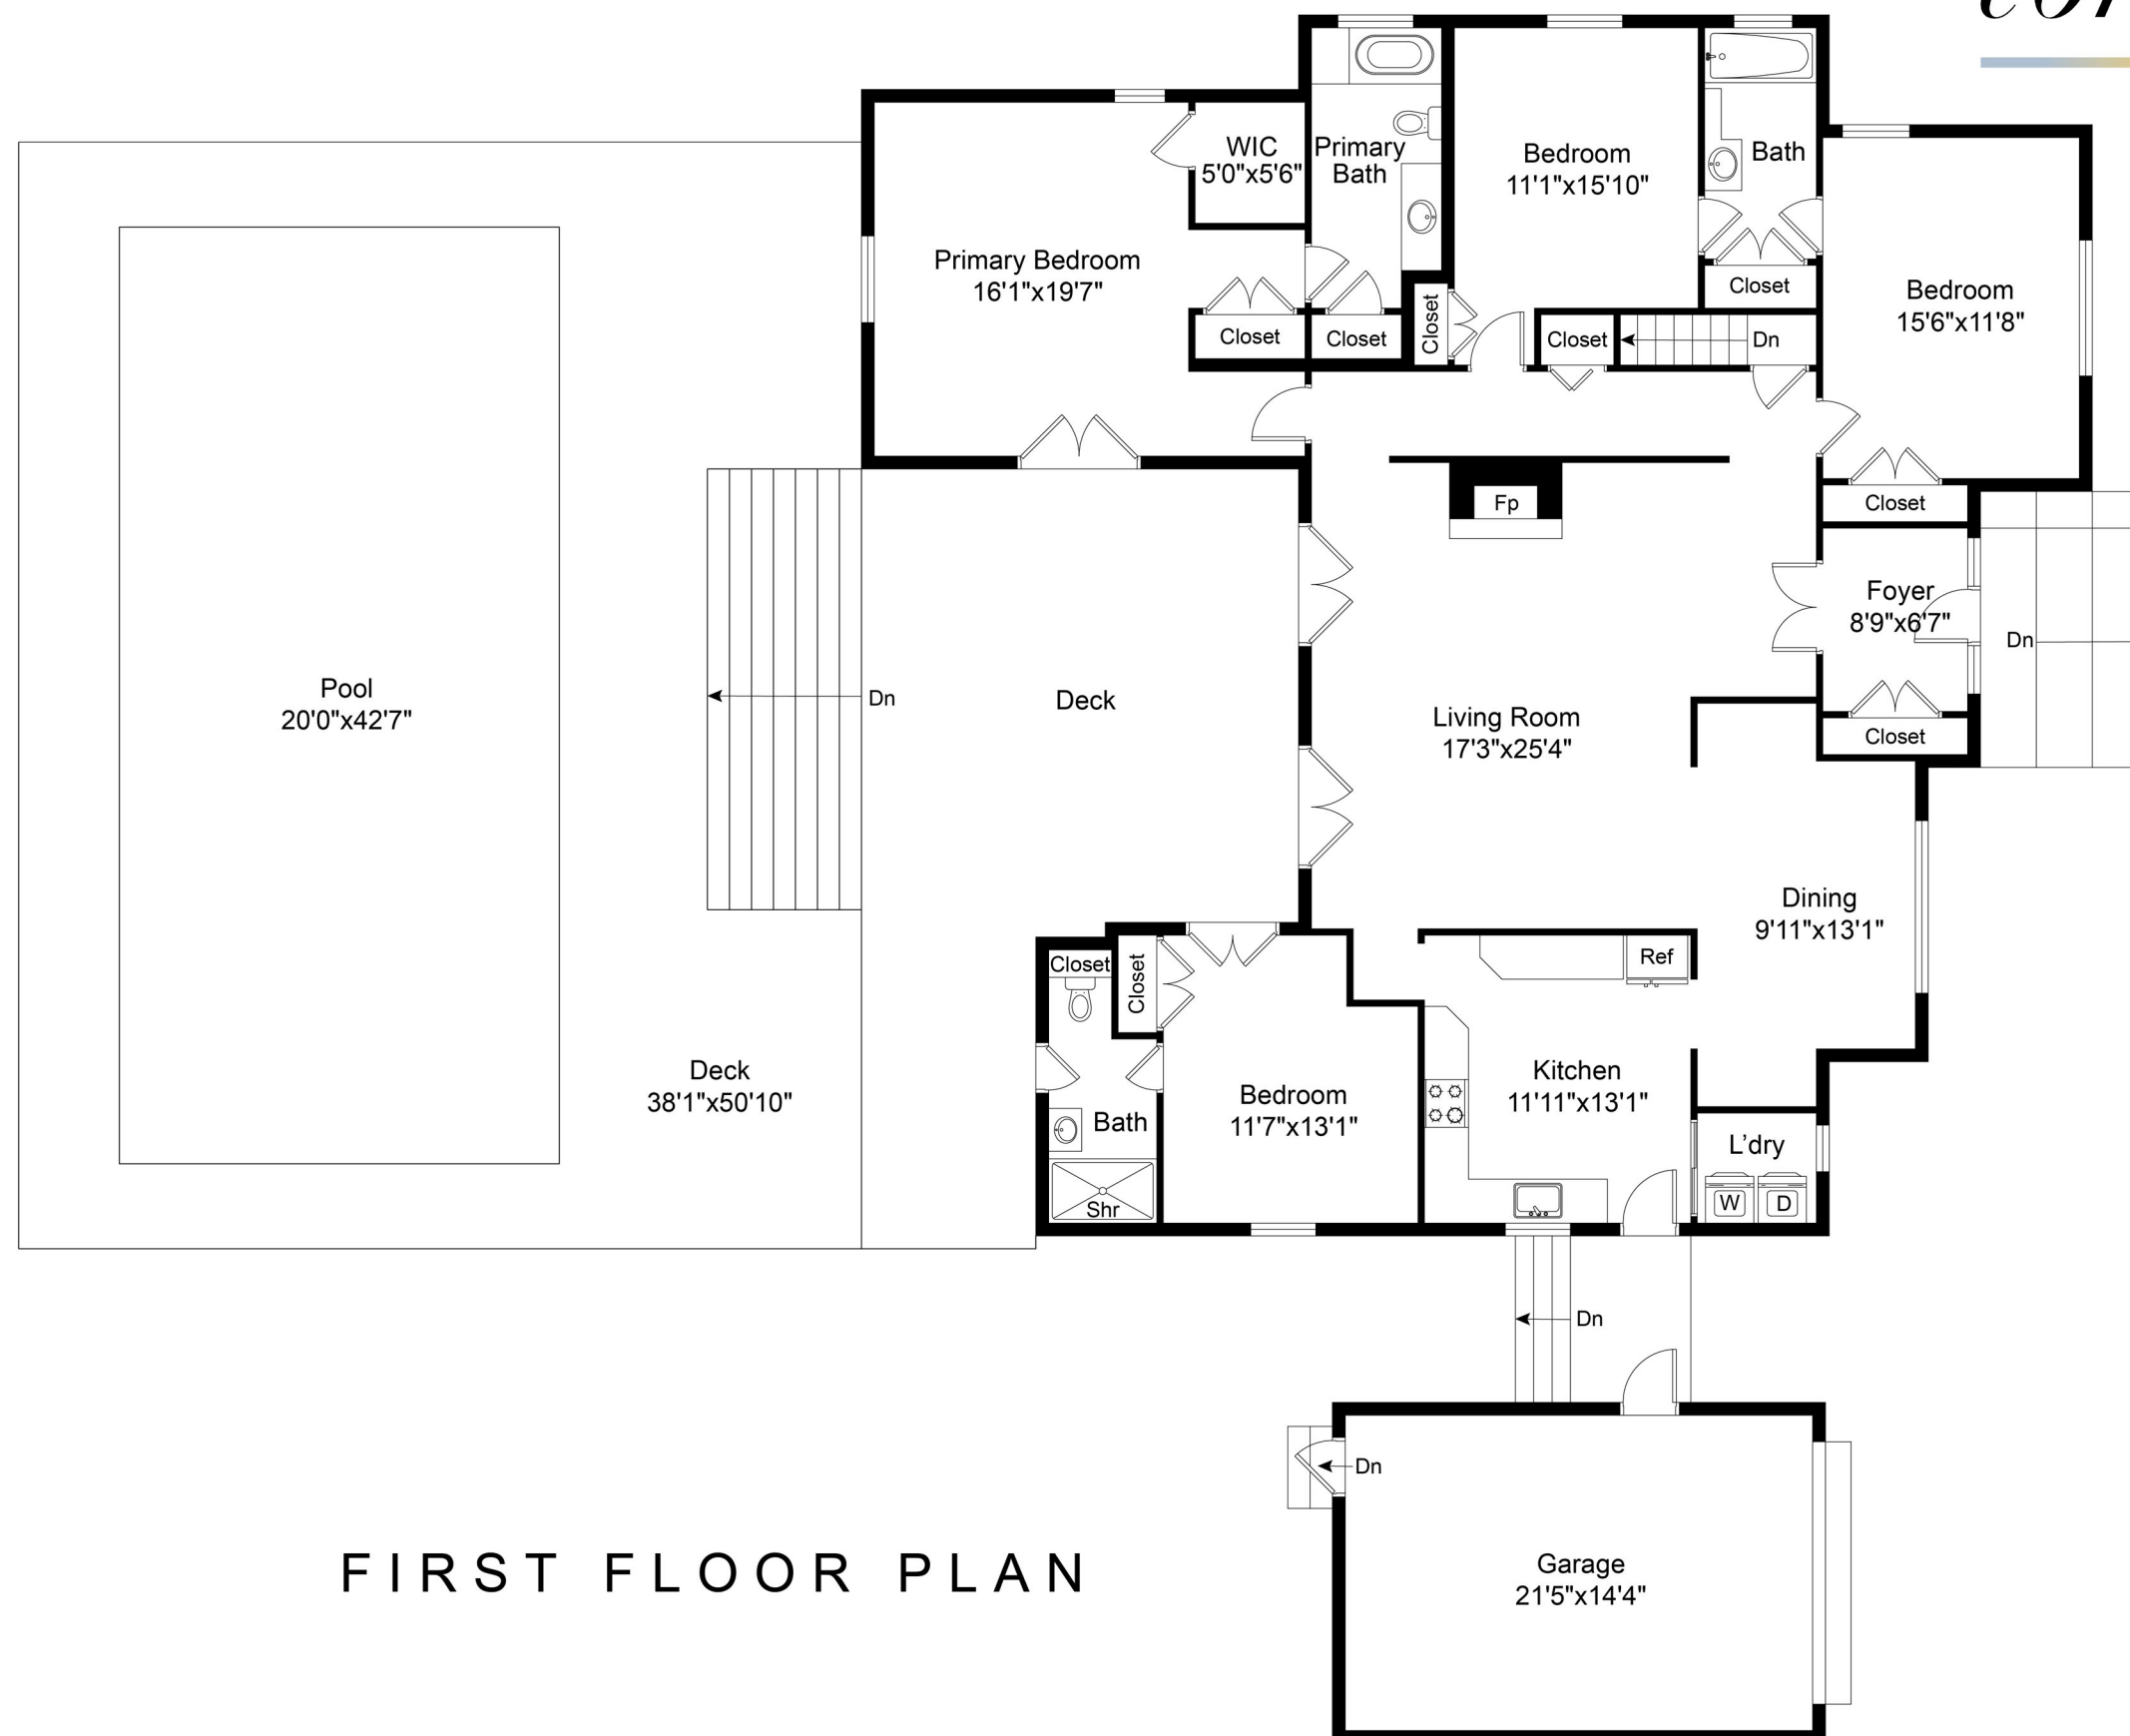 WIC
5'0"x5'6"
Primary
Bath
Bedroom
11'1"x15'10"
Bath
Closet
Primary Bedroom
16'1"x19'7"
Closet
Closet
Closet
Closet
Dn
Bedroom
15'6"x11'8"
Closet
Fp
Foyer
8'9"x6'7"
Dn
Closet
Pool
20'0"x42'7"
Dn
Deck
Living Room
17'3"x25'4"
Dining
9'11"x13'1"
Closet
Closet
Ref
Deck
38'1"x50'10"
Bath
Shr
Bedroom
11'7"x13'1"
Kitchen
11'11"x13'1"
L'dry
W
D
Dn
Dn
Garage
21'5"x14'4"
FIRST FLOOR PLAN